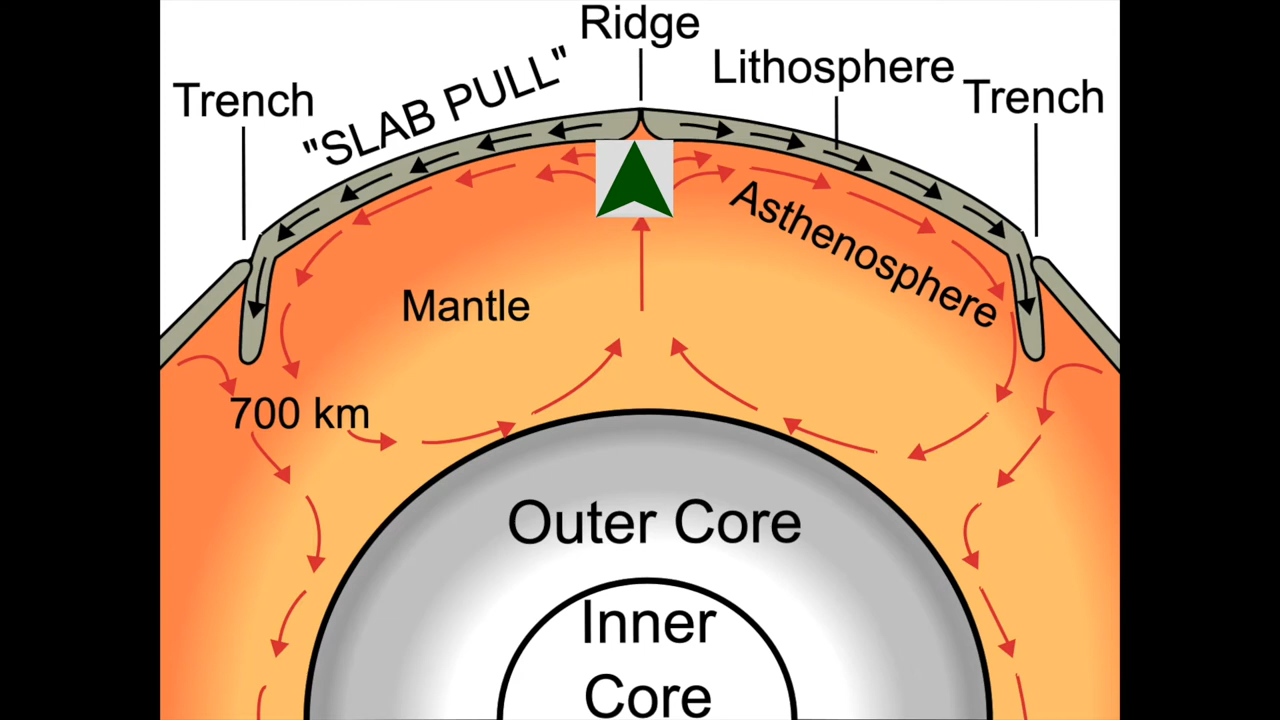 Ridge
Lithosphere
Trench
"SLAB PULL"
Trench
Asthenosphere
Mantle
700 km
Outer Core
Inner
Core